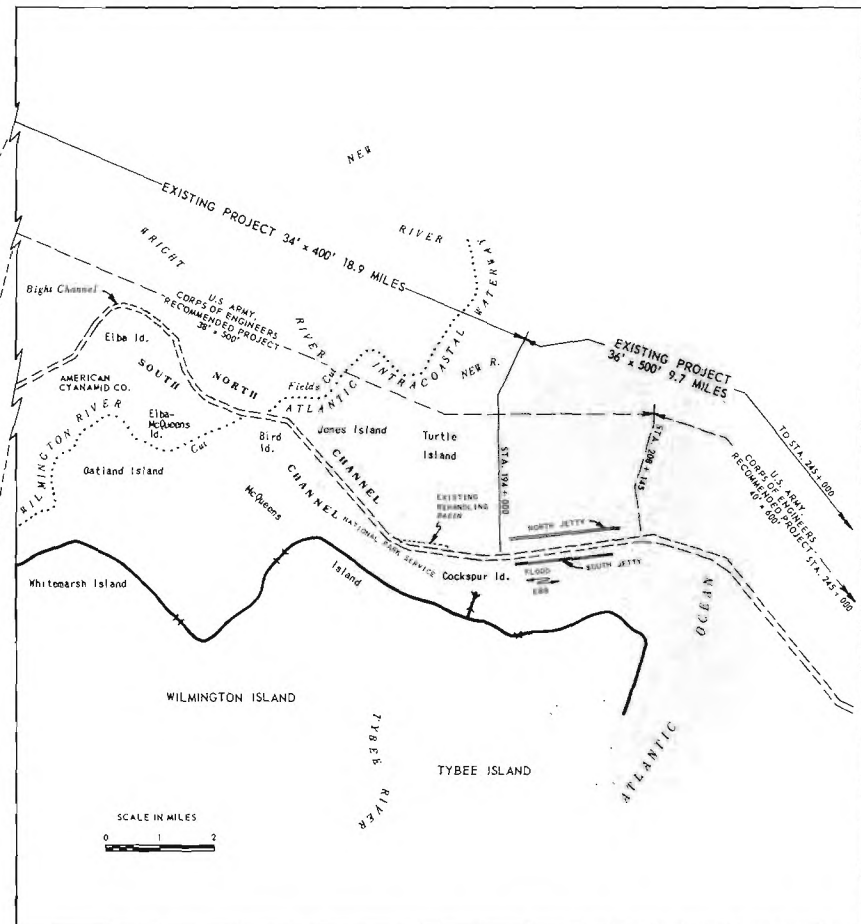 NEW
RIVER
EXISTING PROJECT 34' x 400' 18.9 MILES
WRIGHT
RIVER
ATLANTIC INTRACOASTAL WATERWAY
Bight Channel
U.S. ARMY
CORPS OF ENGINEERS
RECOMMENDED PROJECT
38' x 500'
Elba Id.
SOUTH
NORTH
Fields Cut
NEW R.
EXISTING PROJECT
36' x 500' 9.7 MILES
TO STA. 245+000
AMERICAN
CYANAMID CO.
Elba-
McQueens
Id.
Cut
WILMINGTON RIVER
Oatland Island
Bird
Id.
Jones Island
CHANNEL
CHANNEL
Turtle
Island
STA. 194+000
STA. 208+145
U.S. ARMY
CORPS OF ENGINEERS
RECOMMENDED PROJECT
40' x 600'
STA. 245+000
McQueens
Island
NATIONAL PARK SERVICE
EXISTING
REHANDLING
BASIN
NORTH JETTY
SOUTH JETTY
Cockspur Id.
FLOOD
EBB
Whitemarsh Island
WILMINGTON ISLAND
TYBEE
RIVER
TYBEE ISLAND
ATLANTIC
OCEAN
SCALE IN MILES
0 1 2